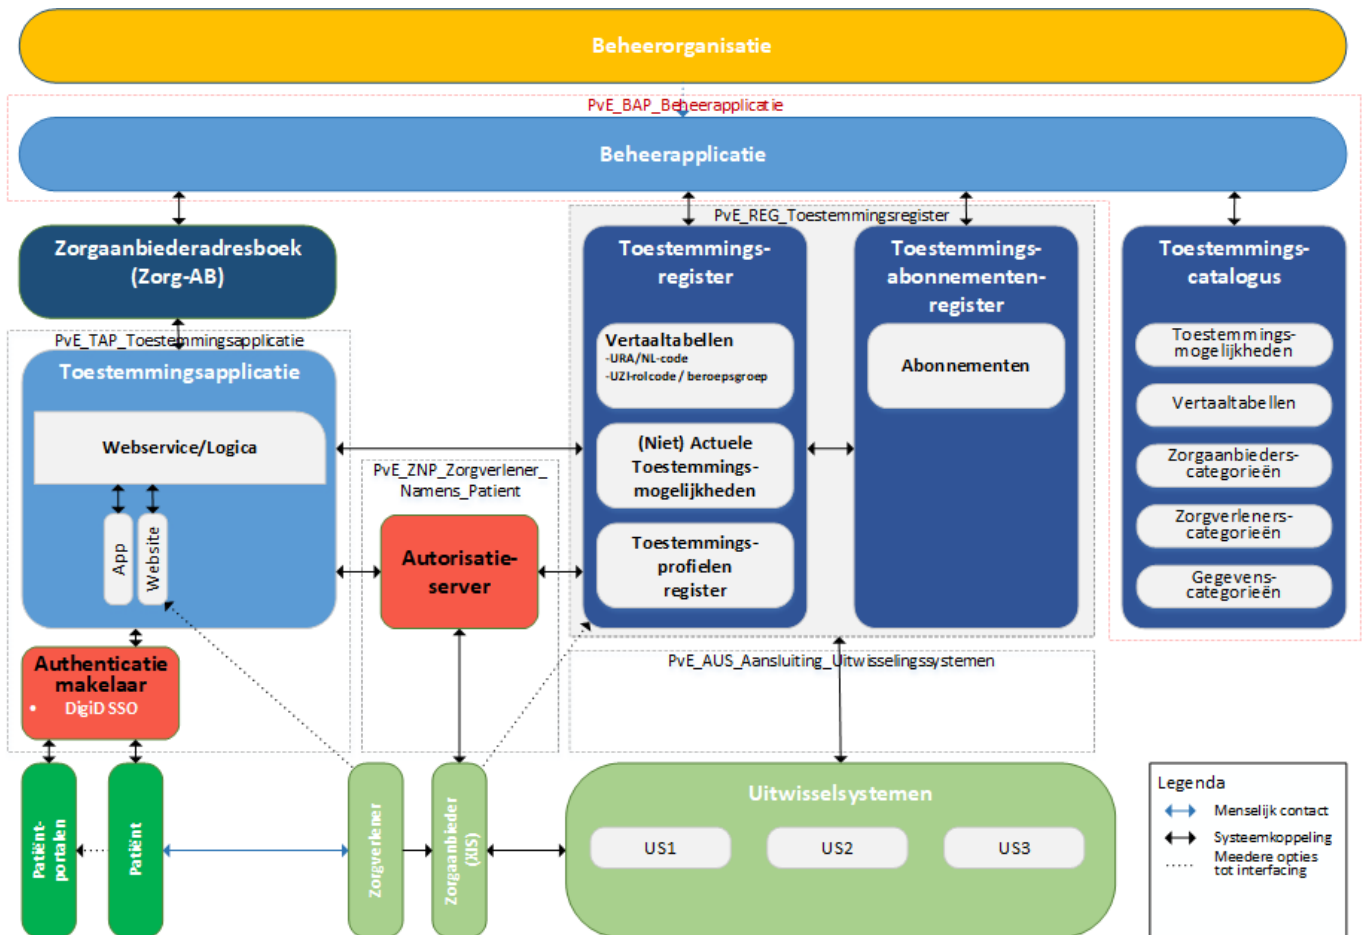 Beheerorganisatie
PvE_BAP_Beheerapplicatie
Beheerapplicatie
PvE_REG_Toestemmingsregister
Zorgaanbiederadresboek
(Zorg-AB)
Toestemmings-
register
Toestemmings-
abonnementen-
register
Toestemmings-
catalogus
Vertaaltabellen
-URA/NL-code
-UZI-rolcode / beroepsgroep
Abonnementen
Toestemmings-
mogelijkheden
Vertaaltabellen
Zorgaanbieders-
categorieën
Zorgverleners-
categorieën
Gegevens-
categorieën
PvE_TAP_Toestemmingsapplicatie
Toestemmingsapplicatie
Webservice/Logica
App
Website
(Niet) Actuele
Toestemmings-
mogelijkheden
Toestemmings-
profielen
register
PvE_ZNP_Zorgverlener_
Namens_Patient
Autorisatie-
server
PvE_AUS_Aansluiting_Uitwisselingssystemen
Authenticatie
makelaar
• DigiD SSO
Patiënt-
portalen
Patiënt
Zorgverlener
Zorgaanbieder
(XIS)
Uitwisselsystemen
US1
US2
US3
Legenda
Menselijk contact
Systeemkoppeling
Meedere opties
tot interfacing